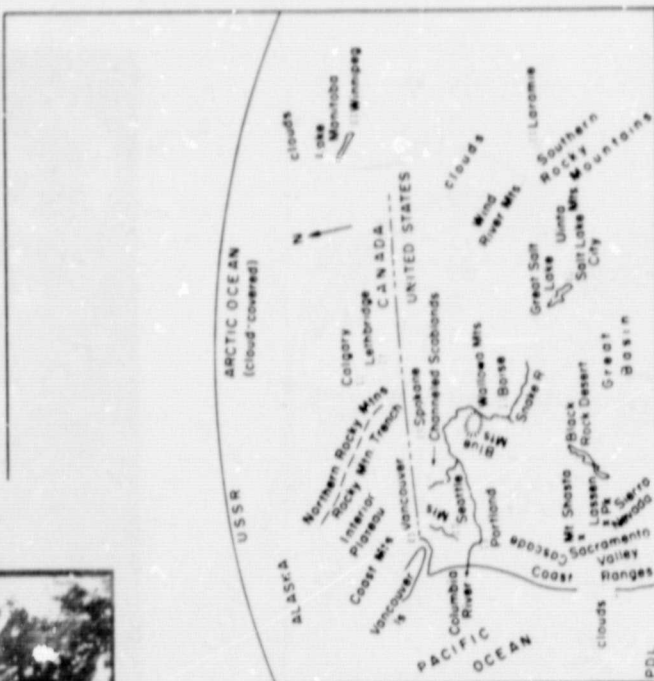 USSR
ARCTIC OCEAN
(cloud-covered)
ALASKA
clouds
Lake
Manitoba
Winnipeg
N
CANADA
UNITED STATES
Calgary
Lethbridge
Northern Rocky Mtns
Rocky Mtn Trench
Interior
Plateau
Coast Mts
Vancouver
Is
Vancouver
Spokane
Channeled Scablands
Seattle
Mts
Columbia
River
Portland
Blue
Mts
Wallowa Mts
Boise
Snake R
clouds
Wind
River Mts
Laramie
Southern
Rocky
Mountains
Uinta
Mts
Great Salt
Lake
Salt Lake
City
Great
Basin
Black
Rock Desert
Mt Shasta
x
Lassen
x Pk
Sierra
Nevada
Cascade
Sacramento
Valley
Coast
Ranges
clouds
PACIFIC
OCEAN